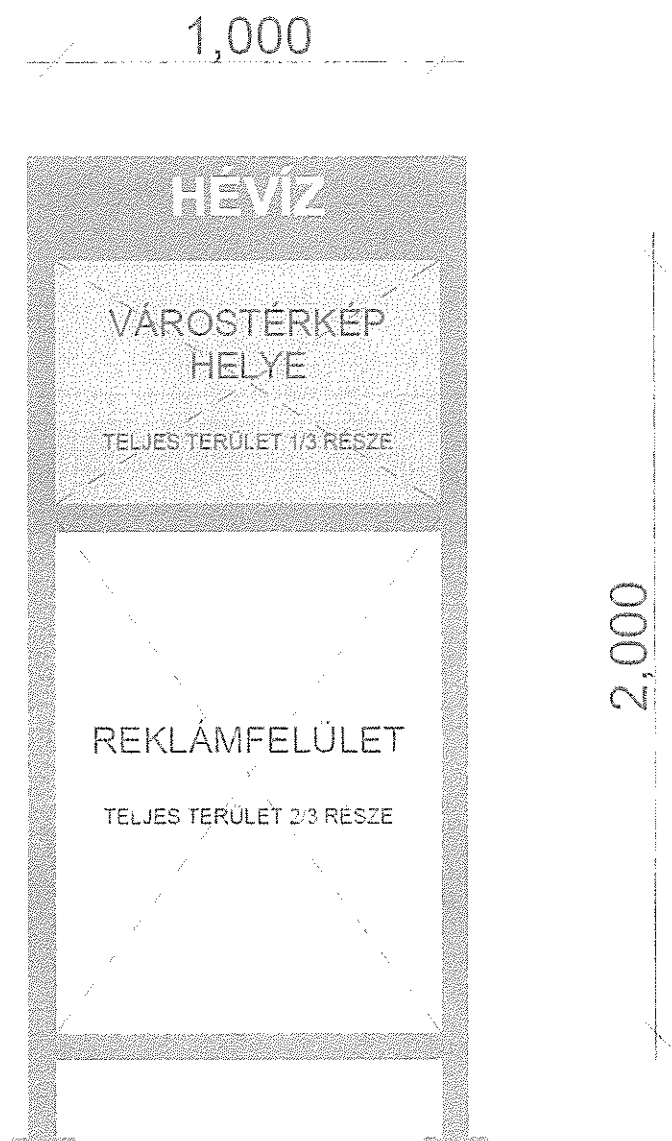 1,000
HÉVÍZ
VÁROSTÉRKÉP
HELYE
TELJES TERÜLET 1/3 RÉSZE
2,000
REKLÁMFELÜLET
TELJES TERÜLET 2/3 RÉSZE